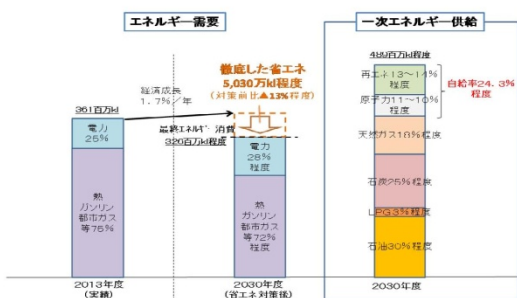 エネルギー需要
一次エネルギー供給
経済成長
1.7%/年
徹底した省エネ
5,030万kl程度
(対策前比▲13%程度)
361百万kl
最終エネルギー消費
電力
25%
熱
ガソリン
都市ガス
等75%
2013年度
(実績)
電力
28%
程度
熱
ガソリン
都市ガス
等72%
程度
2030年度
(省エネ対策後)
489百万kl程度
再エネ13~14%
程度
原子力11~10%
程度
自給率24.3%
程度
天然ガス18%程度
石炭25%程度
LPG3%程度
石油30%程度
2030年度